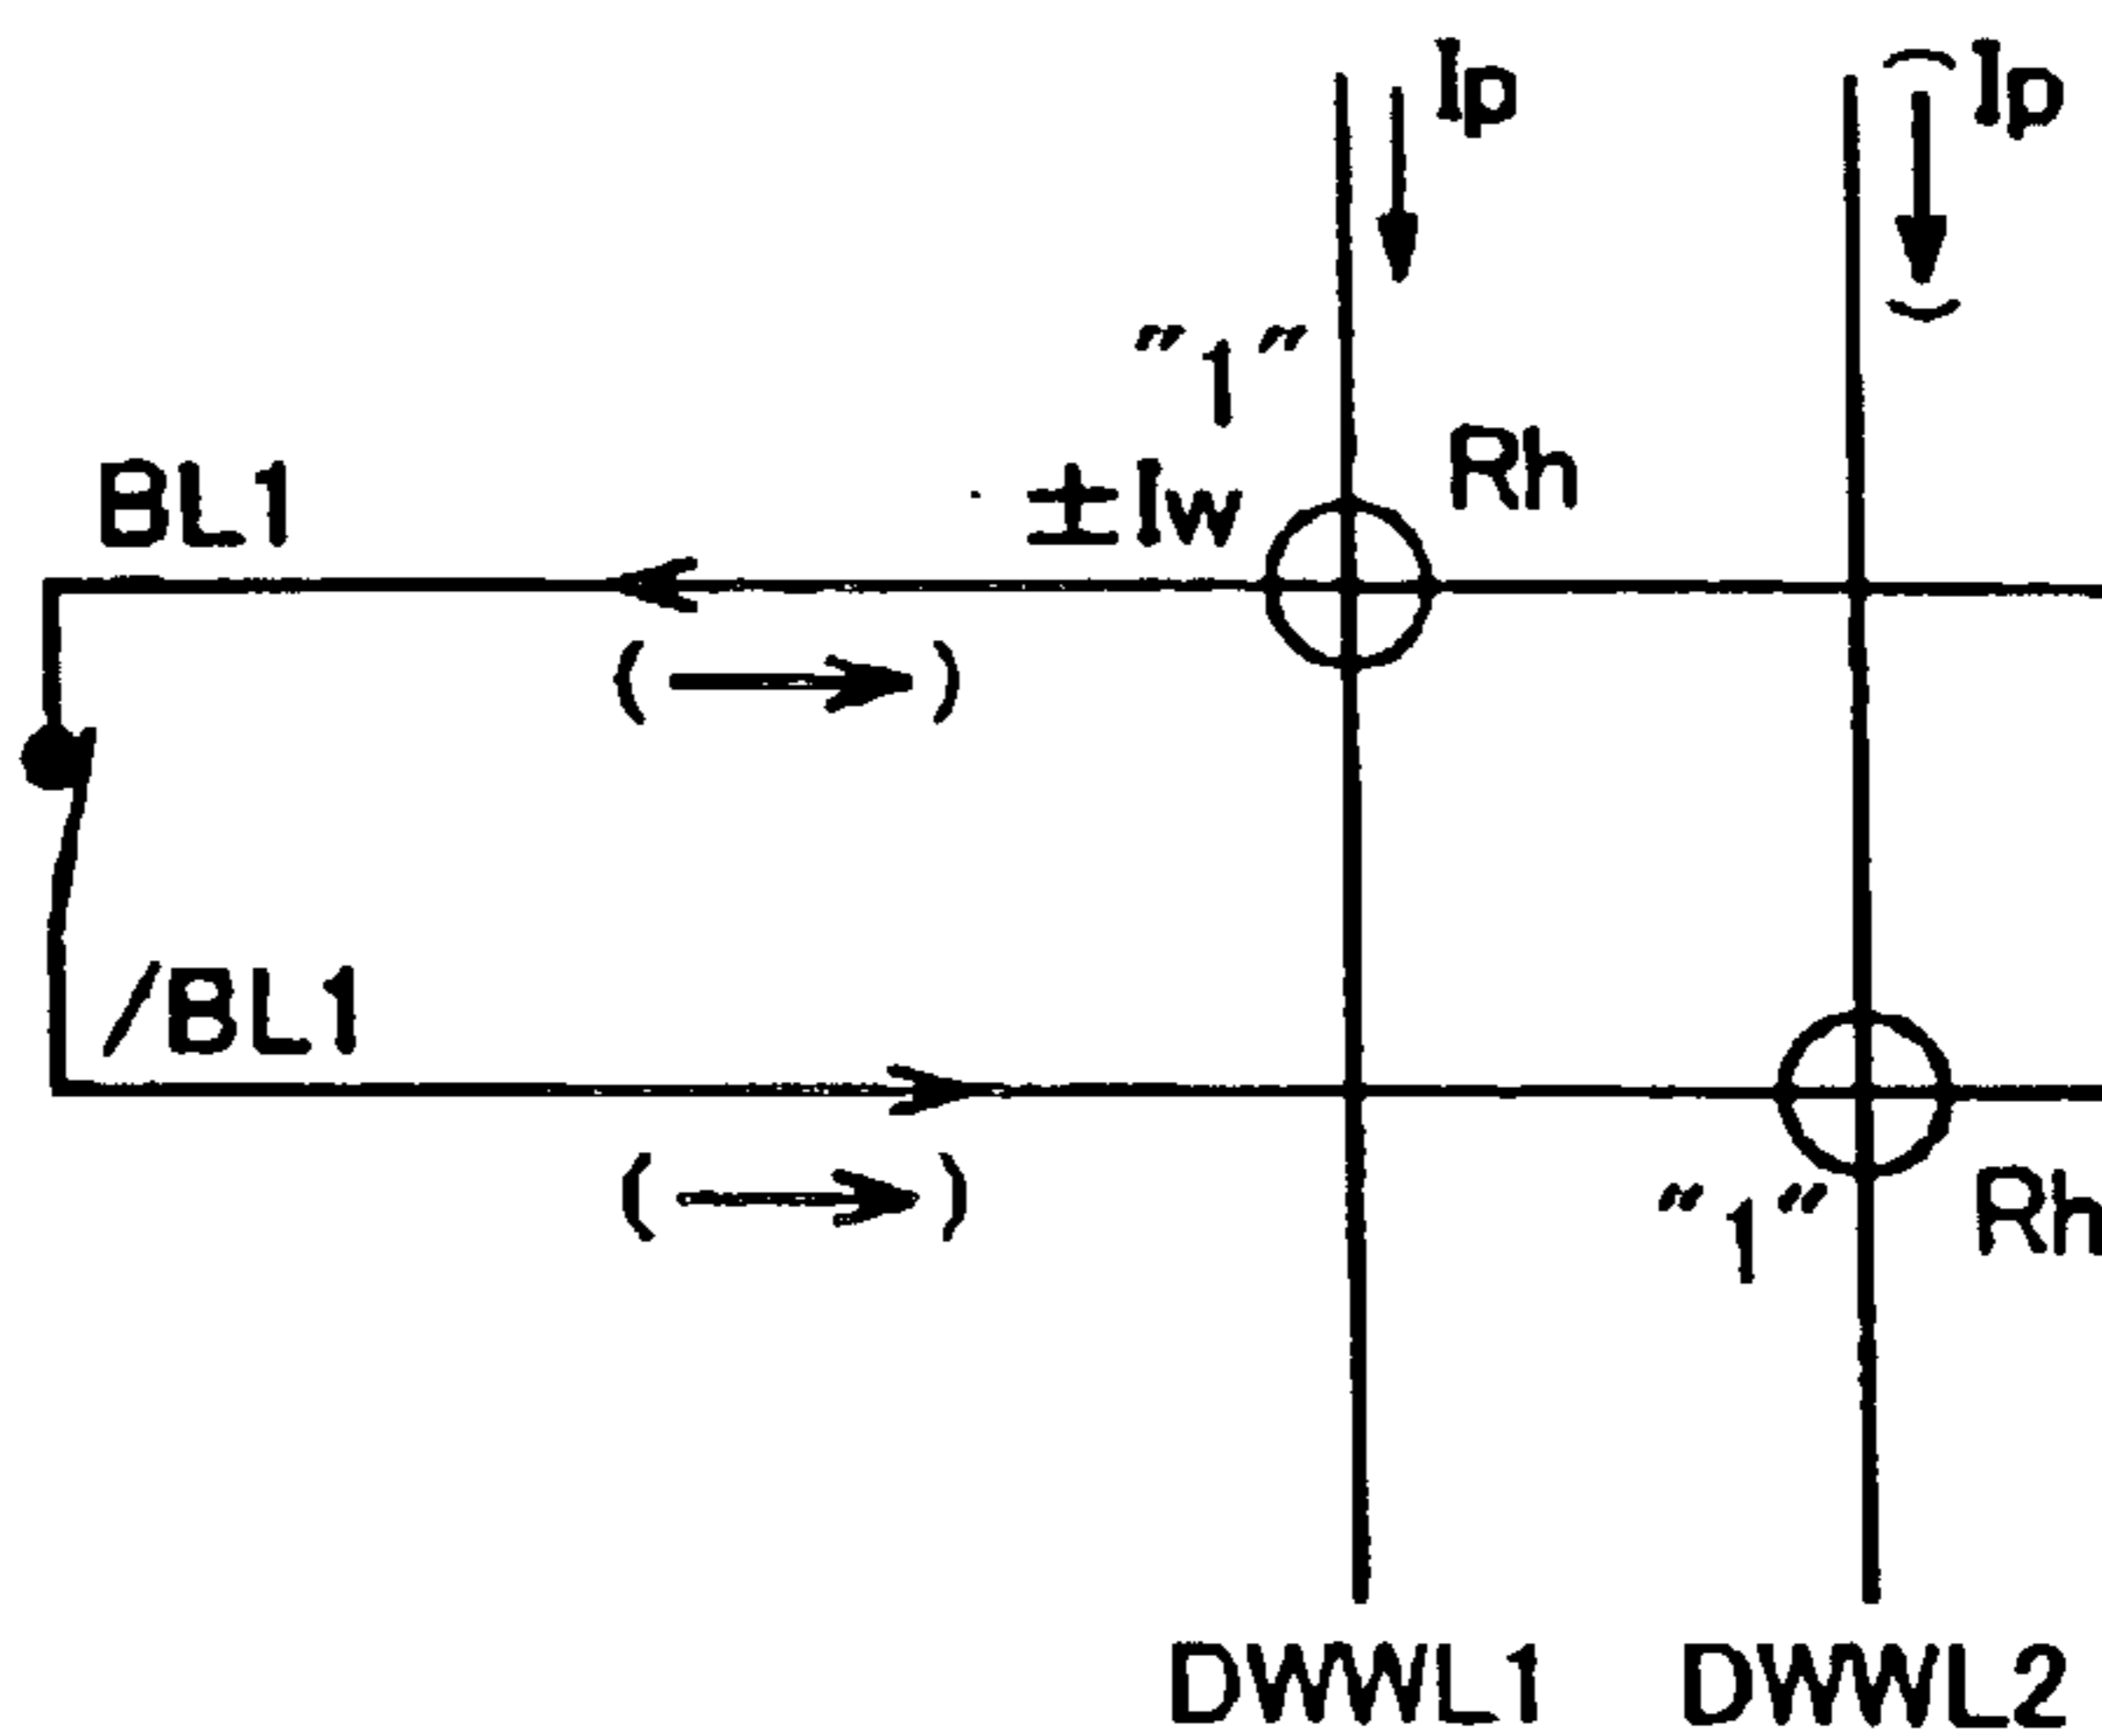 Ip
(Ip)
"1"
Rh
BL1
±Iw
( )
/BL1
( )
"1"
Rh
DWWL1
DWWL2